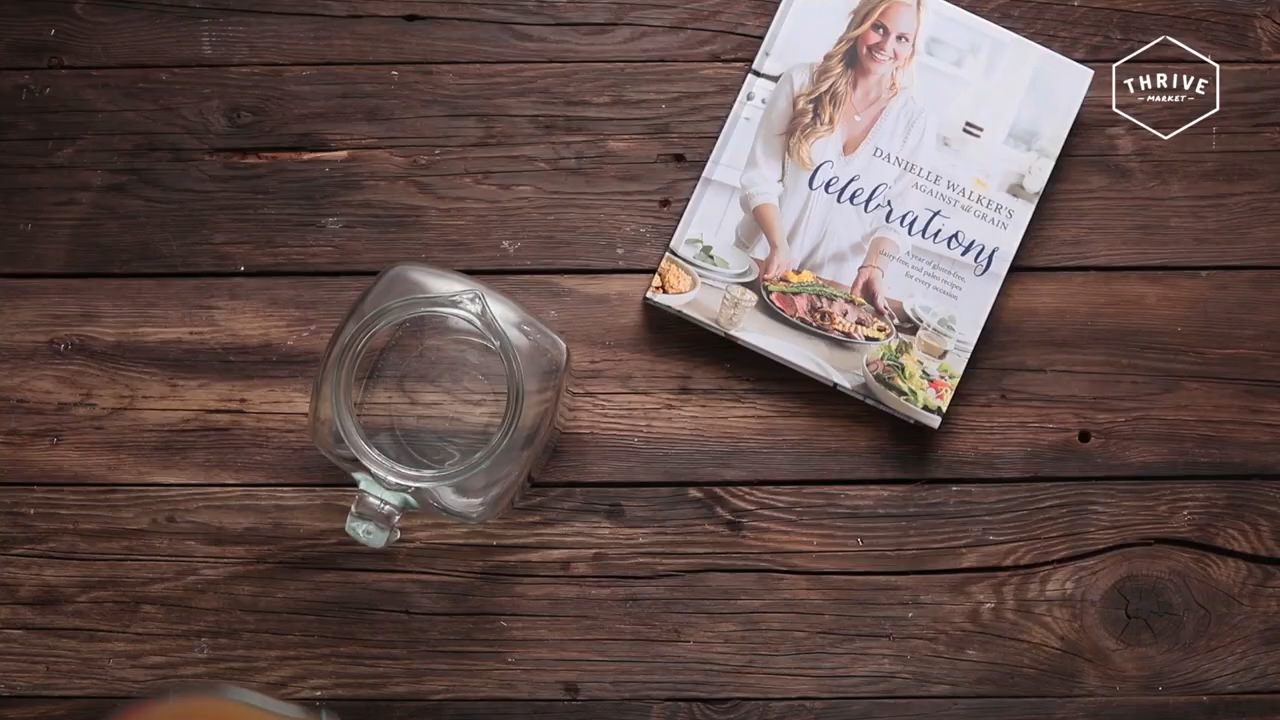 DANIELLE WALKER'S
AGAINST all GRAIN
Celebrations
A year of gluten-free,
dairy-free, and paleo recipes
for every occasion
THRIVE
MARKET